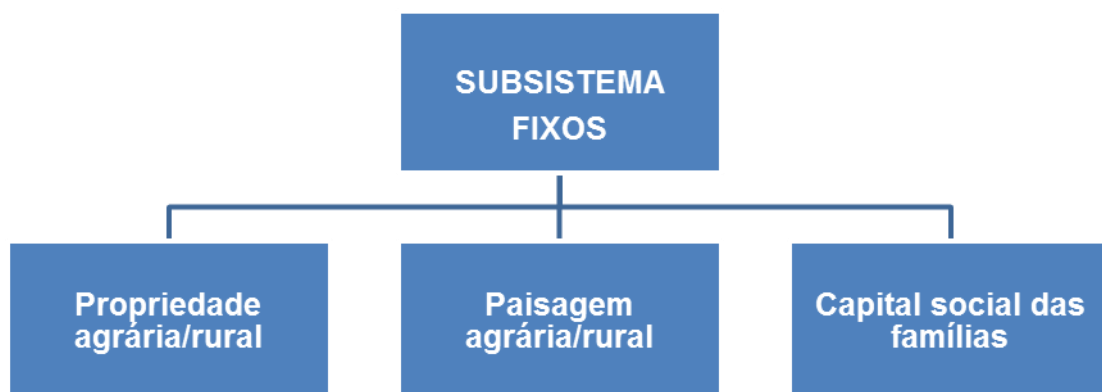 SUBSISTEMA
FIXOS
Propriedade
agrária/rural
Paisagem
agrária/rural
Capital social das
famílias